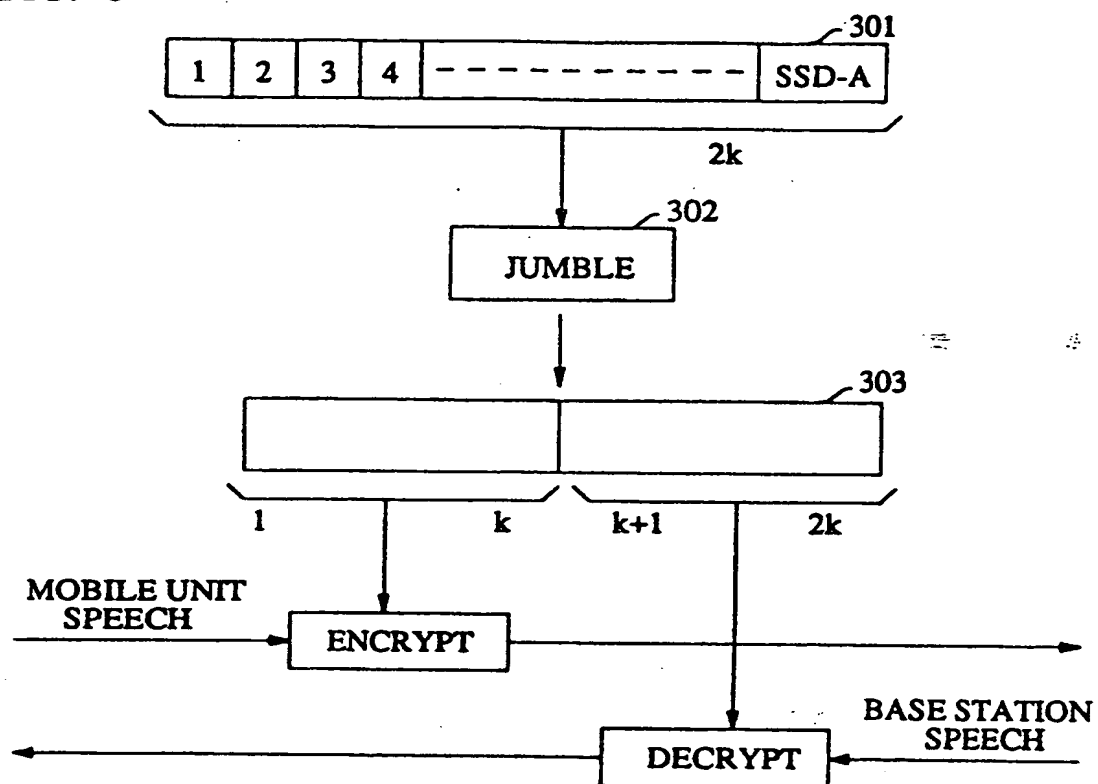 301
1 2 3 4 SSD-A
2k
302
JUMBLE
303
1 k k+1 2k
MOBILE UNIT
SPEECH
ENCRYPT
BASE STATION
SPEECH
DECRYPT